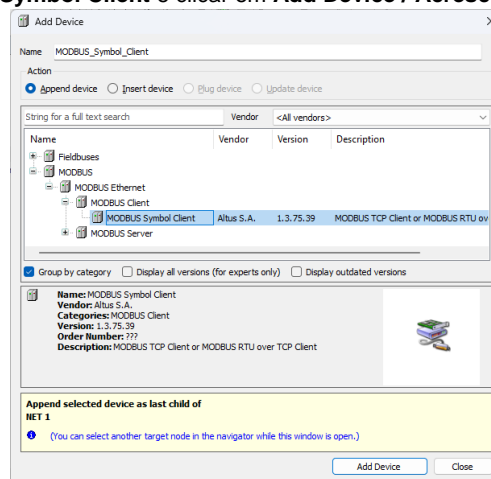 Symbol Client e clicar em Add Device / Acresc
Add Device
Name MODBUS_Symbol_Client
Action
Append device Insert device Plug device Update device
String for a full text search Vendor <All vendors>
Name Vendor Version Description
Fieldbuses
MODBUS
MODBUS Ethernet
MODBUS Client
MODBUS Symbol Client Altus S.A. 1.3.75.39 MODBUS TCP Client or MODBUS RTU ov
MODBUS Server
Group by category Display all versions (for experts only) Display outdated versions
Name: MODBUS Symbol Client
Vendor: Altus S.A.
Categories: MODBUS Client
Version: 1.3.75.39
Order Number: ???
Description: MODBUS TCP Client or MODBUS RTU over TCP Client
Append selected device as last child of
NET 1
(You can select another target node in the navigator while this window is open.)
Add Device Close